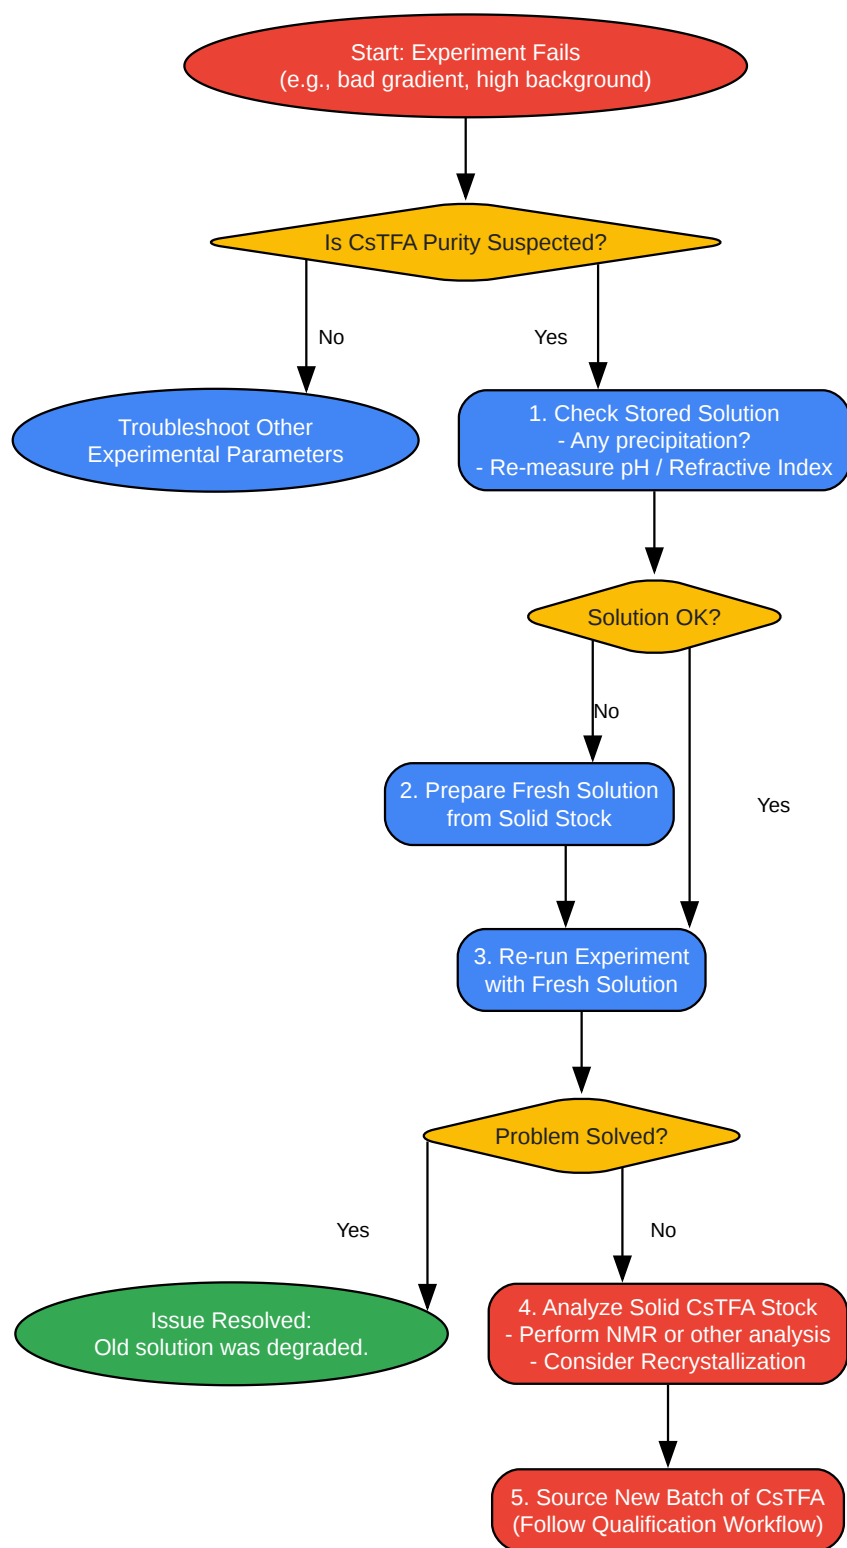 Start: Experiment Fails
(e.g., bad gradient, high background)
Is CsTFA Purity Suspected?
No
Yes
Troubleshoot Other
Experimental Parameters
1. Check Stored Solution
- Any precipitation?
- Re-measure pH / Refractive Index
Solution OK?
No
2. Prepare Fresh Solution
from Solid Stock
Yes
3. Re-run Experiment
with Fresh Solution
Problem Solved?
Yes
No
Issue Resolved:
Old solution was degraded.
4. Analyze Solid CsTFA Stock
- Perform NMR or other analysis
- Consider Recrystallization
5. Source New Batch of CsTFA
(Follow Qualification Workflow)